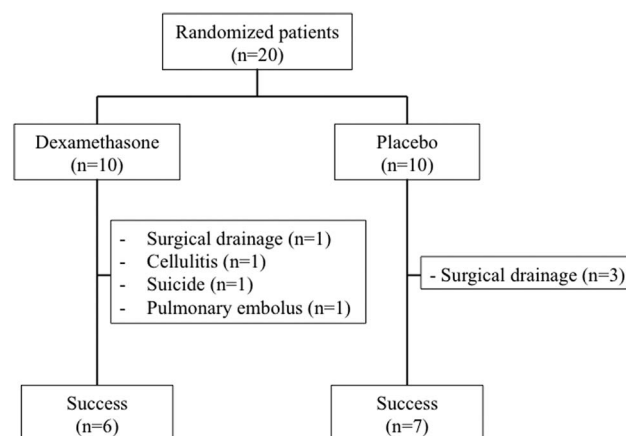 Randomized patients
(n=20)
Dexamethasone
(n=10)
Placebo
(n=10)
- Surgical drainage (n=1)
- Cellulitis (n=1)
- Suicide (n=1)
- Pulmonary embolus (n=1)
- Surgical drainage (n=3)
Success
(n=6)
Success
(n=7)